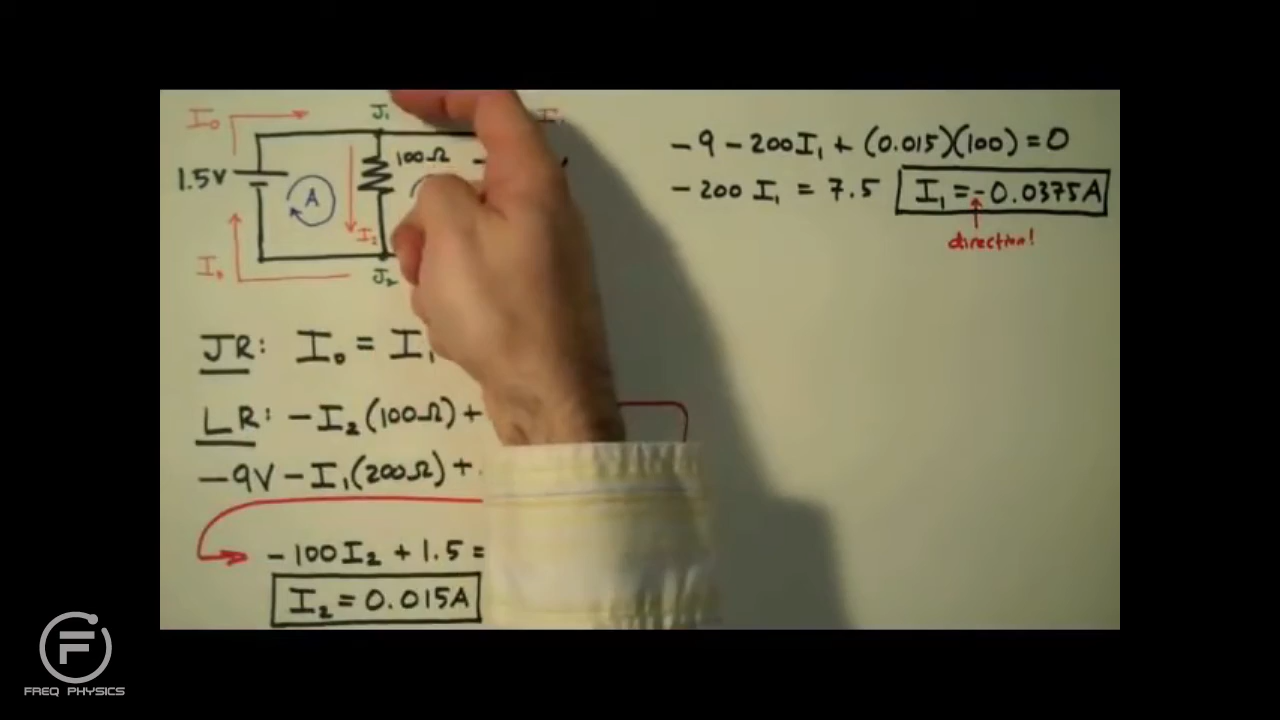 I₀
J₁
I₁
100Ω
1.5V
A
I₂
I₀
J₂
JR: I₀ = I₁
LR: -I₂(100Ω)+
-9V-I₁(200Ω)+
-100I₂ + 1.5 =
I₂ = 0.015A
-9-200I₁+(0.015)(100)=0
-200 I₁ = 7.5 I₁ =-0.0375A
direction!
F
FREQ PHYSICS